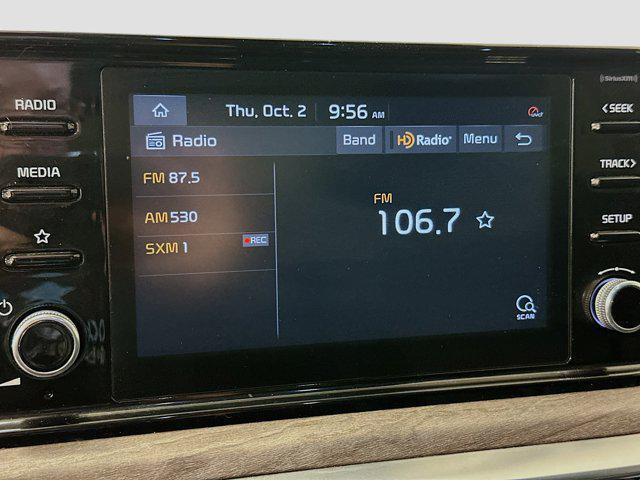 ((SiriusXM))
RADIO
Thu, Oct. 2 9:56 AM
<SEEK
Radio Band HD Radio Menu
MEDIA
FM 87.5
TRACK>
FM
106.7
AM 530
SETUP
SXM 1 REC
SCAN